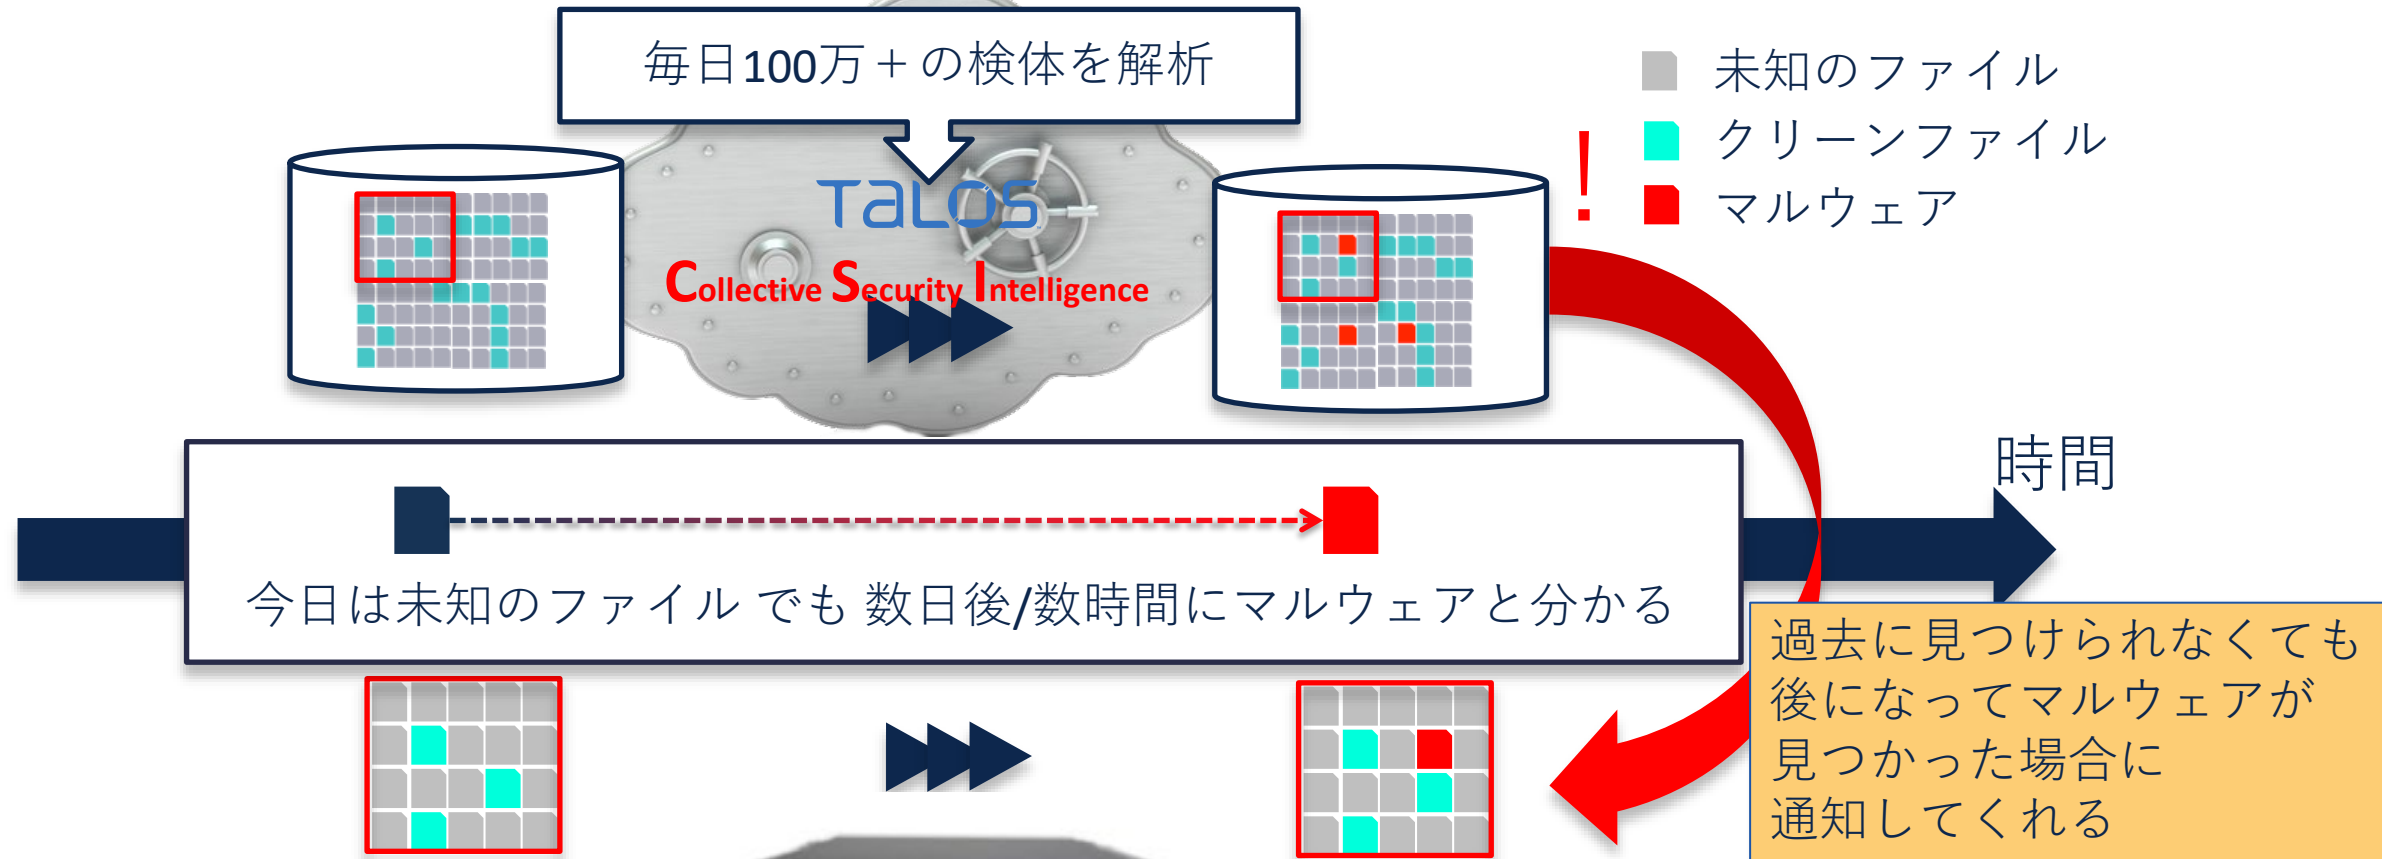 毎日100万＋の検体を解析
未知のファイル
クリーンファイル
！
マルウェア
TALOS
Collective Security Intelligence
時間
今日は未知のファイル でも 数日後/数時間にマルウェアと分かる
過去に見つけられなくても
後になってマルウェアが
見つかった場合に
通知してくれる